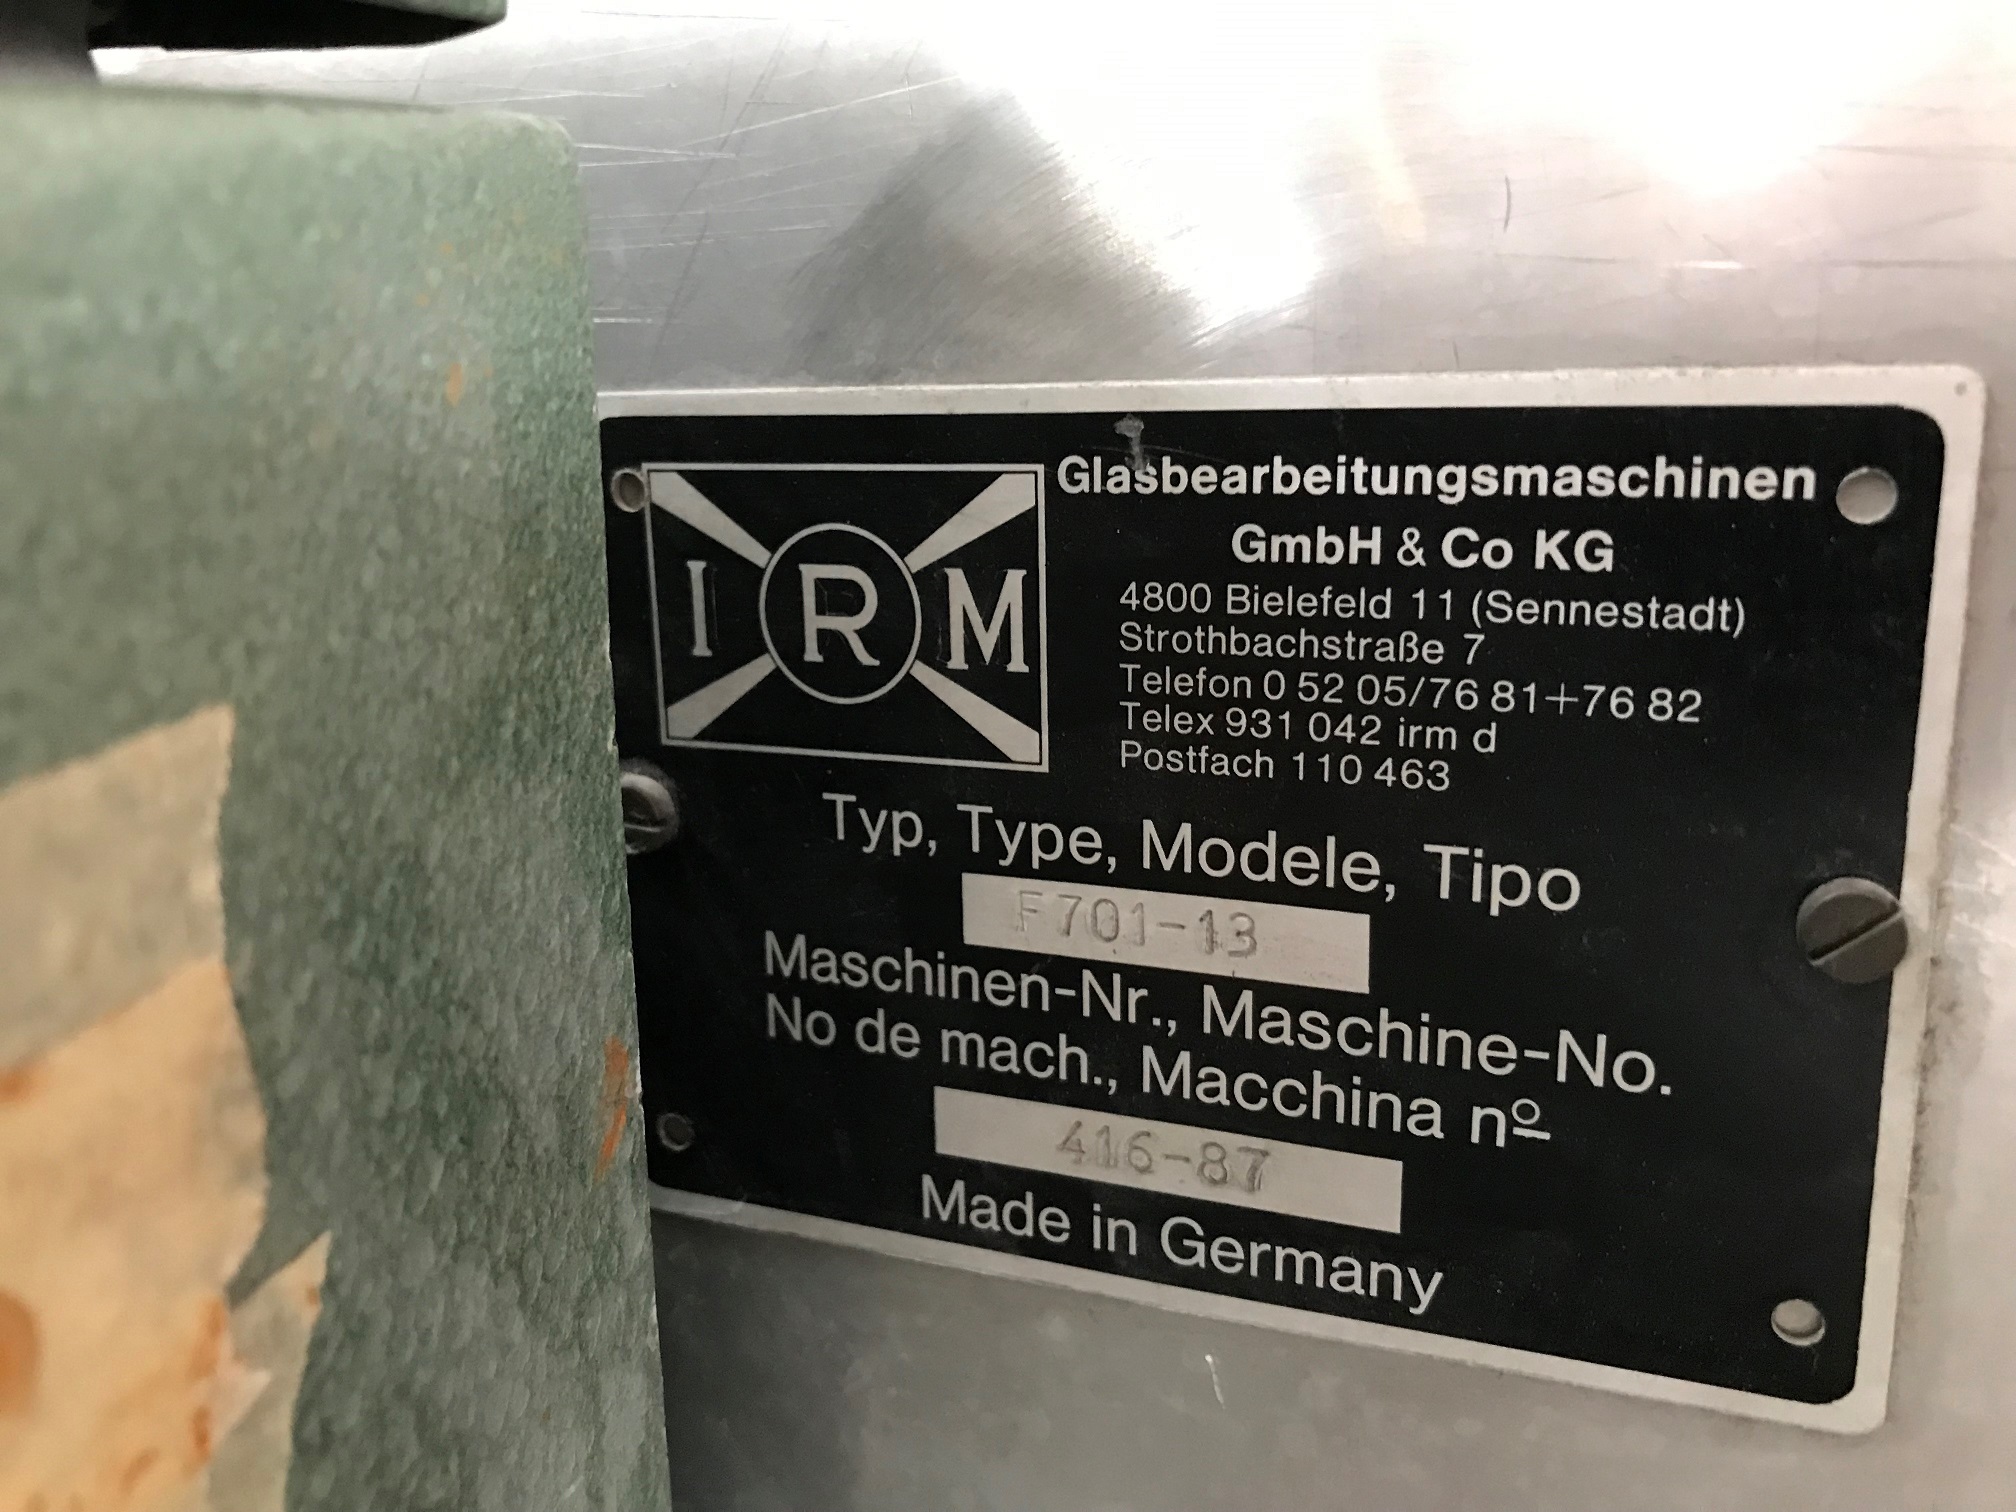 I R M
Glasbearbeitungsmaschinen
GmbH & Co KG
4800 Bielefeld 11 (Sennestadt)
Strothbachstraße 7
Telefon 0 52 05/76 81+76 82
Telex 931 042 irm d
Postfach 110 463
Typ, Type, Modele, Tipo
F701-13
Maschinen-Nr., Maschine-No.
No de mach., Macchina nº
416-87
Made in Germany